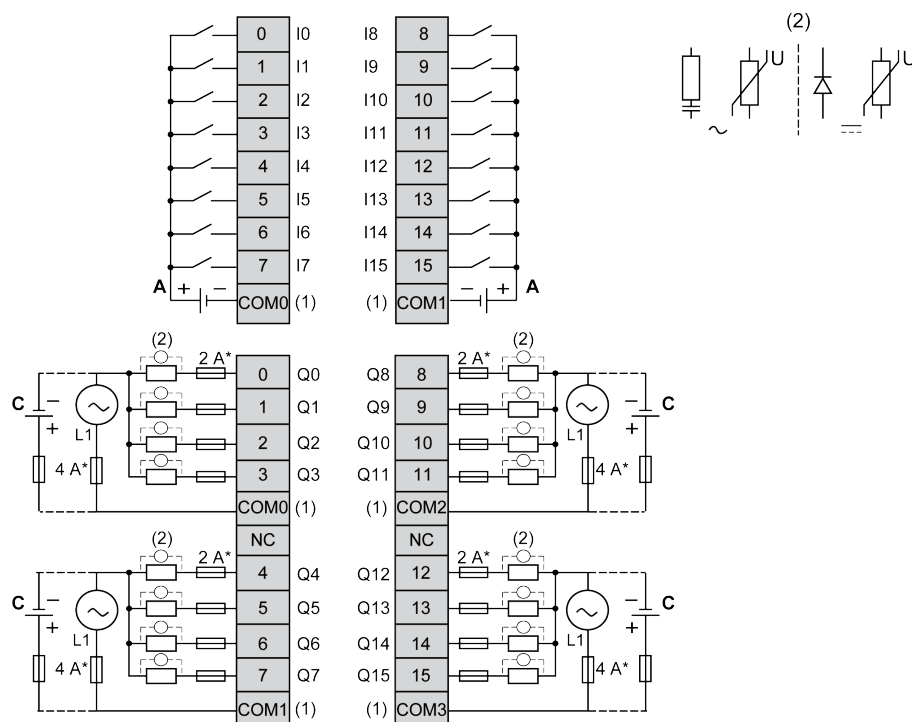 0 I0 I8 8
1 I1 I9 9
2 I2 I10 10
3 I3 I11 11
4 I4 I12 12
5 I5 I13 13
6 I6 I14 14
7 I7 I15 15
A + − COM0 (1) (1) COM1 − + A
(2)
U U
~
(2) 2 A* 0 Q0 Q8 8 2 A* (2)
C − + L1 4 A*
1 Q1 Q9 9
2 Q2 Q10 10
3 Q3 Q11 11
L1 4 A* − + C
COM0 (1) (1) COM2
NC NC
(2) 2 A* 4 Q4 Q12 12 2 A* (2)
C − + L1 4 A*
5 Q5 Q13 13
6 Q6 Q14 14
7 Q7 Q15 15
L1 4 A* − + C
COM1 (1) (1) COM3